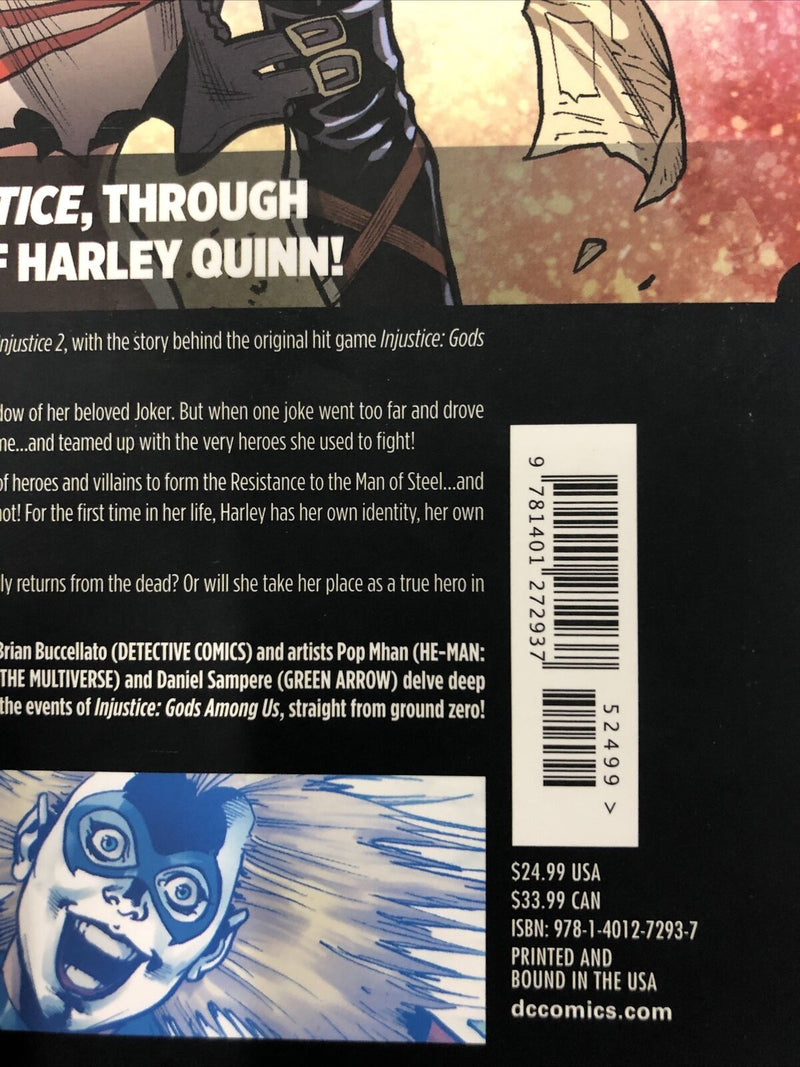 TICE, THROUGH
F HARLEY QUINN!
njustice 2, with the story behind the original hit game Injustice: Gods
dow of her beloved Joker. But when one joke went too far and drove
me...and teamed up with the very heroes she used to fight!
of heroes and villains to form the Resistance to the Man of Steel...and
not! For the first time in her life, Harley has her own identity, her own
ly returns from the dead? Or will she take her place as a true hero in
Brian Buccellato (DETECTIVE COMICS) and artists Pop Mhan (HE-MAN:
THE MULTIVERSE) and Daniel Sampere (GREEN ARROW) delve deep
the events of Injustice: Gods Among Us, straight from ground zero!
9 781401 272937
52499 >
$24.99 USA
$33.99 CAN
ISBN: 978-1-4012-7293-7
PRINTED AND
BOUND IN THE USA
dccomics.com